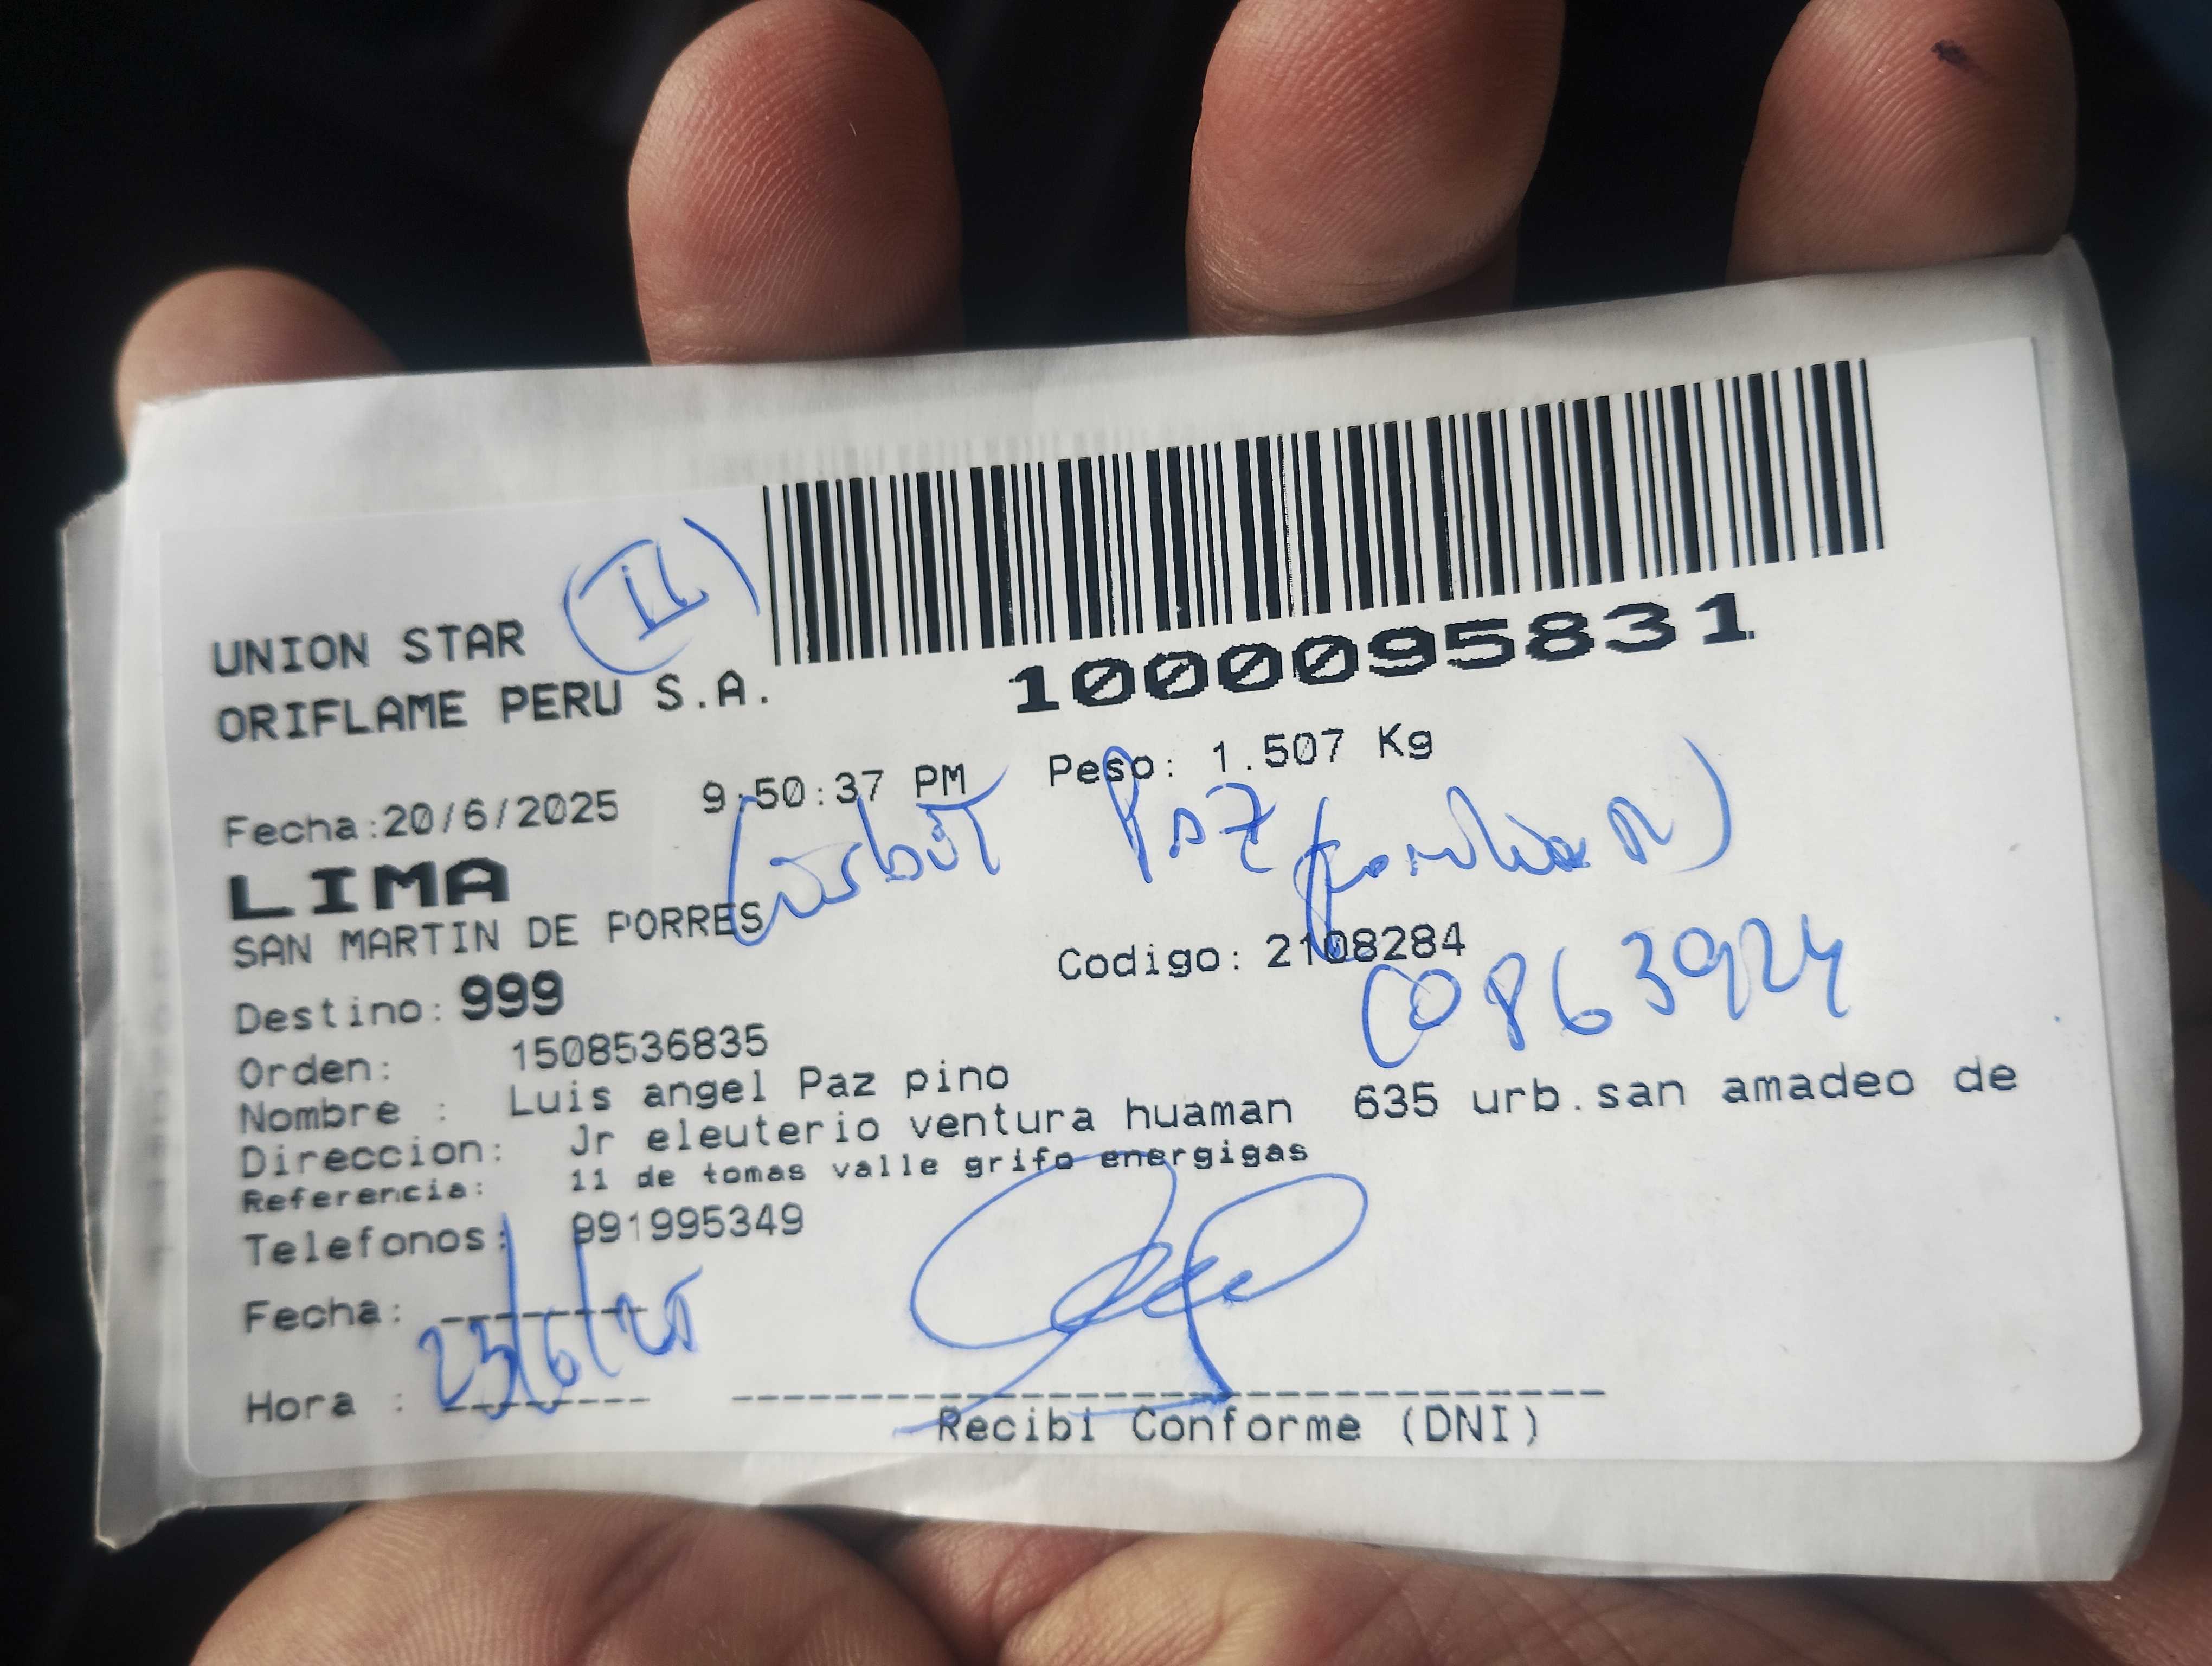 UNION STAR
ORIFLAME PERU S.A.
1000095831
Fecha:20/6/2025 9:50:37 PM Peso: 1.507 Kg
LIMA
Paz
SAN MARTIN DE PORRES
Codigo: 2108284
Destino: 999
Orden: 1508536835
Nombre : Luis angel Paz pino
Direccion: Jr eleuterio ventura huaman 635 urb.san amadeo de
Referencia: 11 de tomas valle grifo energigas
Telefonos: 991995349
Fecha:
Hora :
Recibi Conforme (DNI)